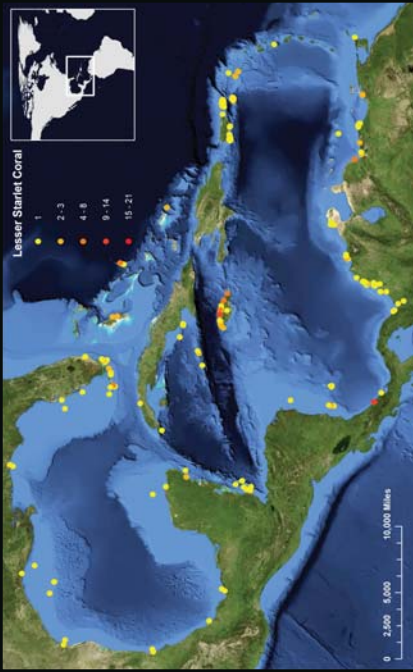 Lesser Starlet Coral
1
2 - 3
4 - 8
9 - 14
15 - 21
0 2,500 5,000 10,000 Miles